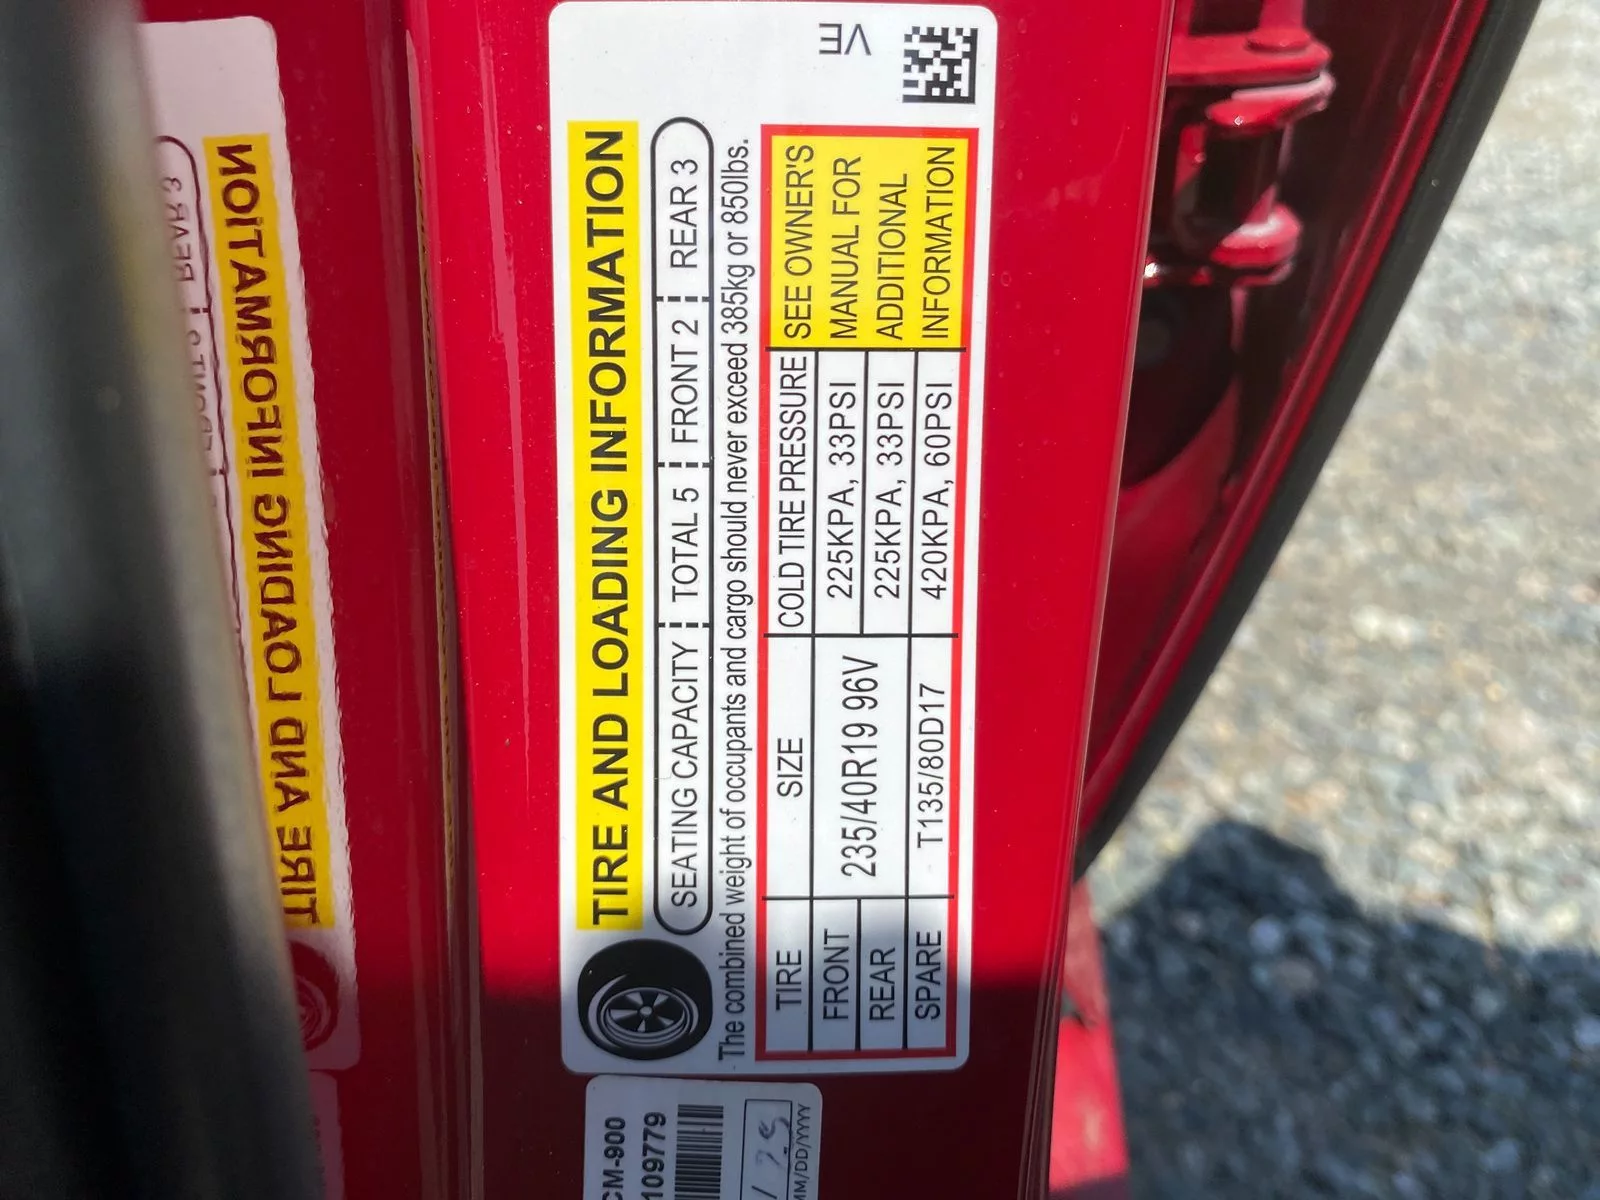 VE
TIRE AND LOADING INFORMATION
SEATING CAPACITY TOTAL 5 FRONT 2 REAR 3
The combined weight of occupants and cargo should never exceed 385kg or 850lbs.
TIRE SIZE COLD TIRE PRESSURE SEE OWNER'S
FRONT 235/40R19 96V 225KPA, 33PSI MANUAL FOR
REAR 225KPA, 33PSI ADDITIONAL
SPARE T135/80D17 420KPA, 60PSI INFORMATION
CM-900
109779
MM/DD/YYYY
TIRE AND LOADING INFORMATION
REAR 3